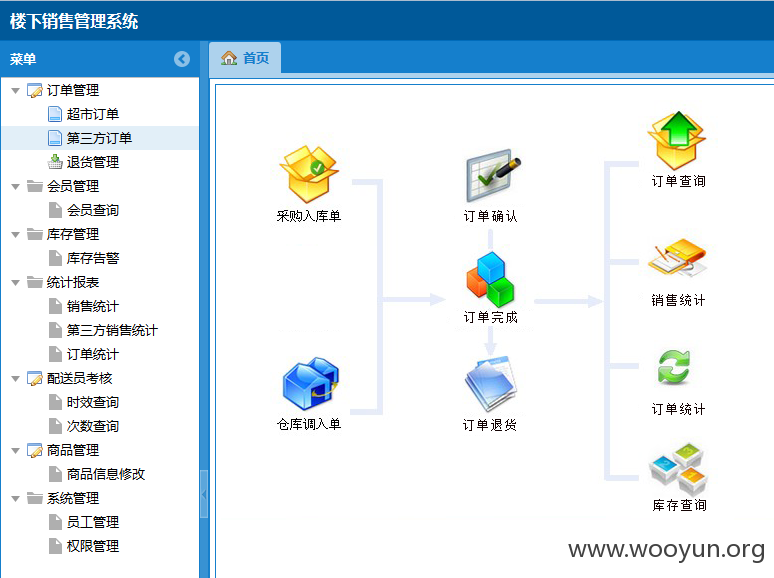 楼下销售管理系统
菜单
首页
订单管理
超市订单
第三方订单
退货管理
会员管理
会员查询
库存管理
库存告警
统计报表
销售统计
第三方销售统计
订单统计
配送员考核
时效查询
次数查询
商品管理
商品信息修改
系统管理
员工管理
权限管理
采购入库单
仓库调入单
订单确认
订单完成
订单退货
订单查询
销售统计
订单统计
库存查询
www.wooyun.org